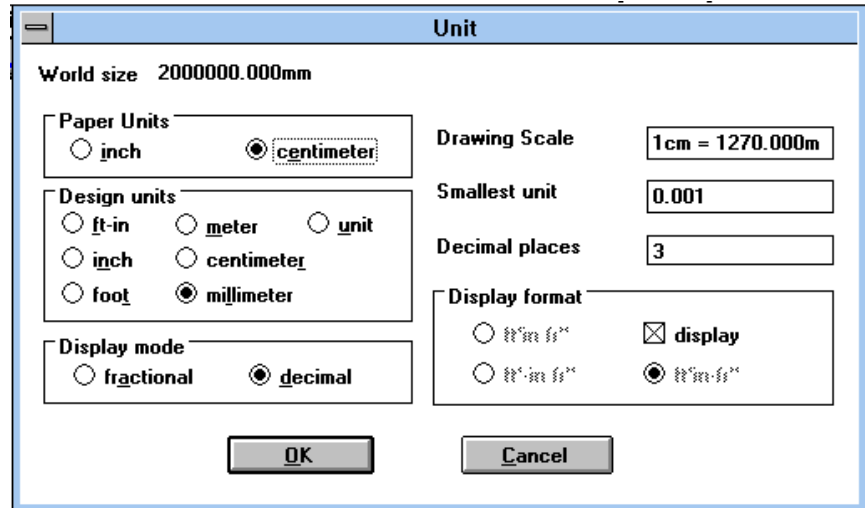 Unit
World size 2000000.000mm
Paper Units
inch centimeter
Design units
ft-in meter unit
inch centimeter
foot millimeter
Display mode
fractional decimal
Drawing Scale 1cm = 1270.000m
Smallest unit 0.001
Decimal places 3
Display format
display
OK Cancel